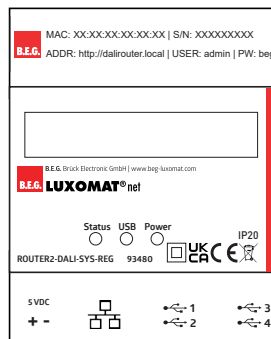 MAC: XX:XX:XX:XX:XX:XX | S/N: XXXXXXXXX
B.E.G.
ADDR: http://dalirouter.local | USER: admin | PW: beg
B.E.G. Brück Electronic GmbH | www.beg-luxomat.com
B.E.G. LUXOMAT® net
Status USB Power
IP20
UK CA CE
ROUTER2-DALI-SYS-REG 93480
5 VDC
+ -
1
3
2
4